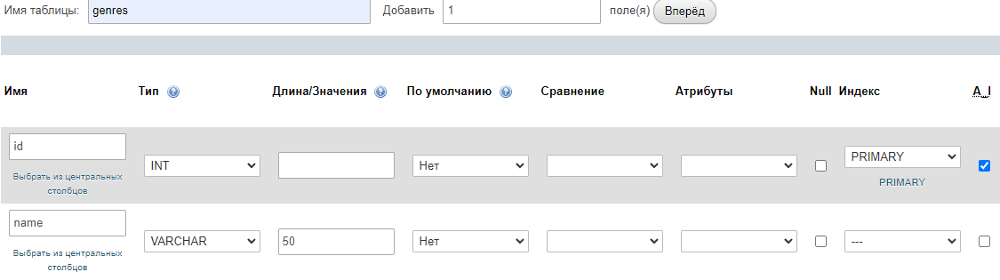 Имя таблицы: genres Добавить 1 поле(я) Вперёд
Имя Тип Длина/Значения По умолчанию Сравнение Атрибуты Null Индекс A_I
id INT Нет PRIMARY
Выбрать из центральных столбцов PRIMARY
name VARCHAR 50 Нет ---
Выбрать из центральных столбцов